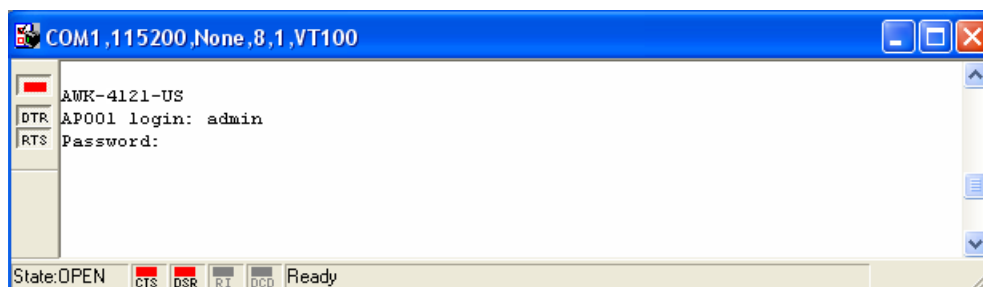 COM1,115200,None,8,1,VT100
AWK-4121-US
DTR
AP001 login: admin
RTS
Password:
State:OPEN CTS DSR RI DCD Ready